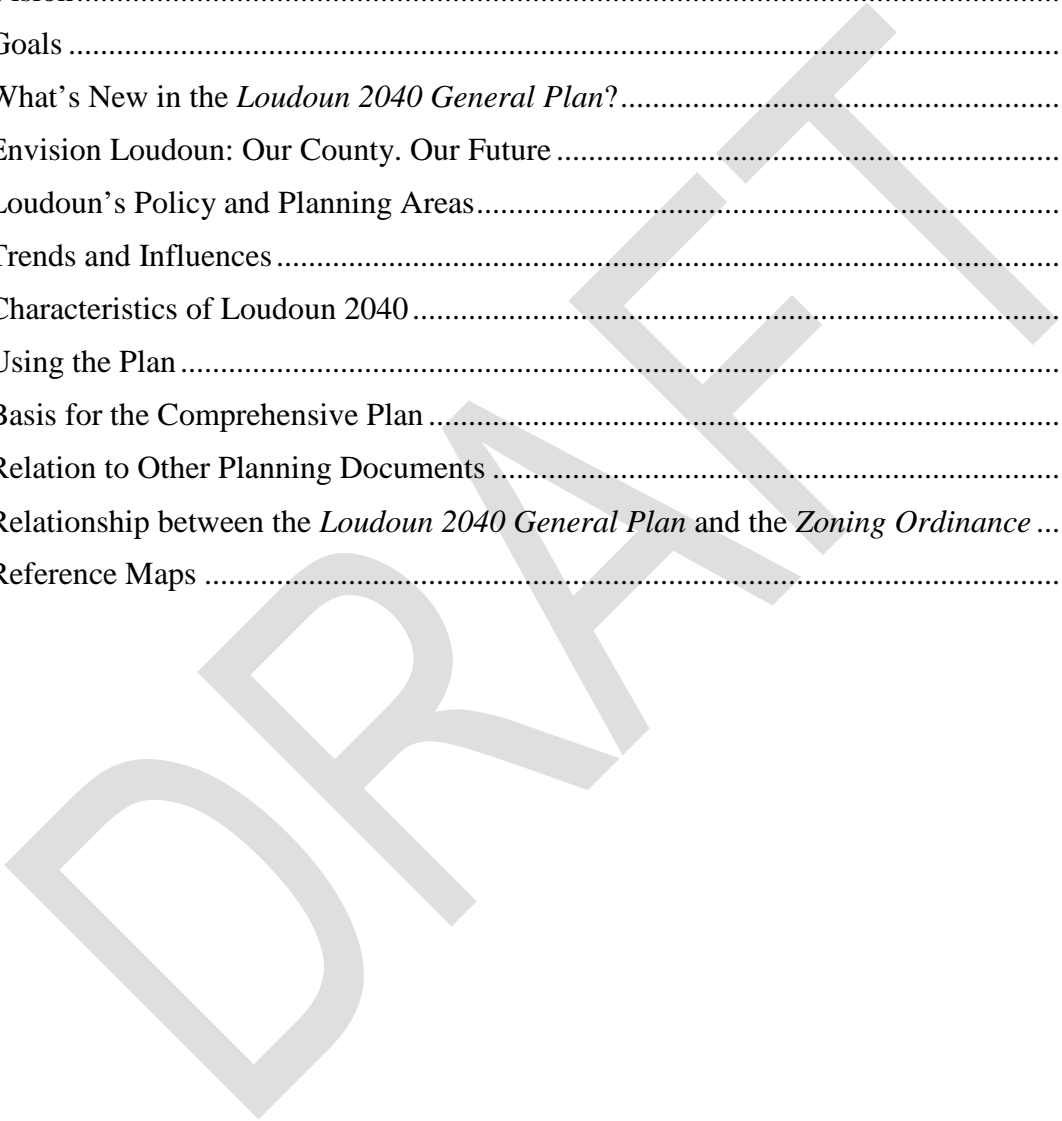 Vision..........................................................................................................................
Goals ...........................................................................................................................
What's New in the Loudoun 2040 General Plan?.......................................................
Envision Loudoun: Our County. Our Future ...............................................................
Loudoun's Policy and Planning Areas.........................................................................
Trends and Influences ..................................................................................................
Characteristics of Loudoun 2040 .................................................................................
Using the Plan ..............................................................................................................
Basis for the Comprehensive Plan ...............................................................................
Relation to Other Planning Documents .......................................................................
Relationship between the Loudoun 2040 General Plan and the Zoning Ordinance ...
Reference Maps ...........................................................................................................
DRAFT